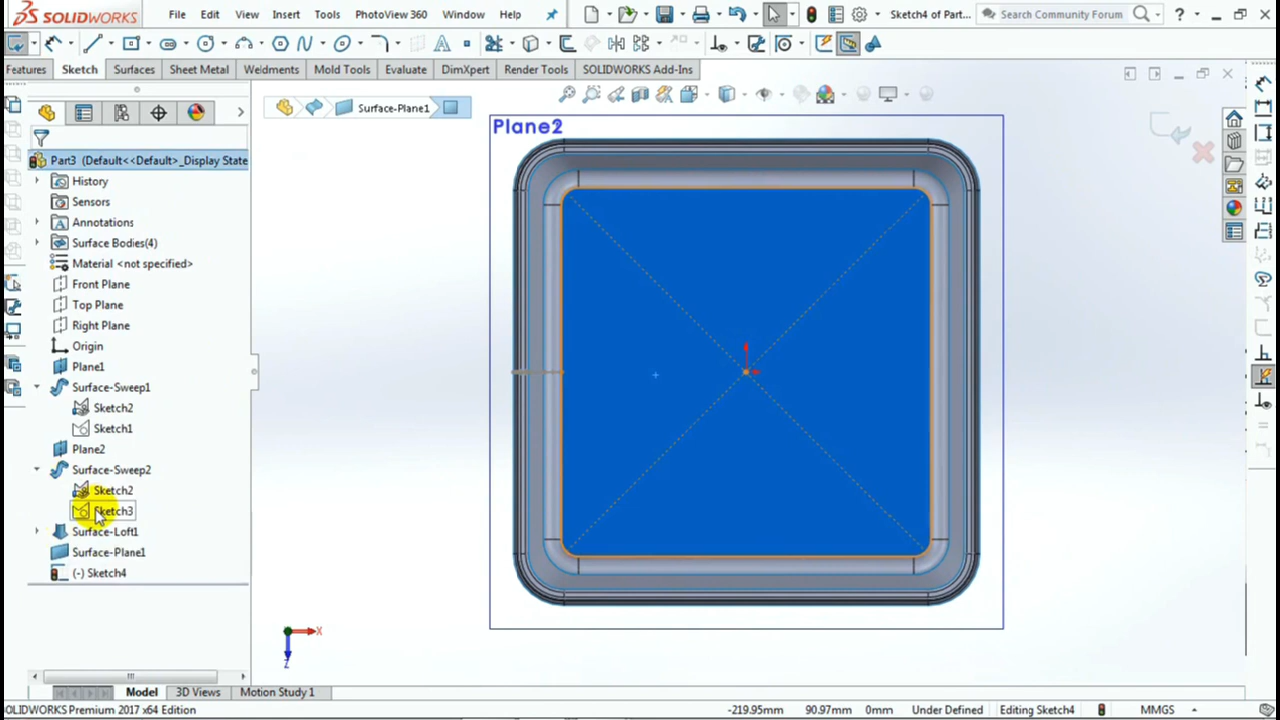 SOLIDWORKS File Edit View Insert Tools PhotoView 360 Window Help Sketch4 of Part... Search Community Forum ?
Features Sketch Surfaces Sheet Metal Weldments Mold Tools Evaluate DimXpert Render Tools SOLIDWORKS Add-Ins
Surface-Plane1
Plane2
Part3 (Default<<Default>_Display State
History
Sensors
Annotations
Surface Bodies(4)
Material <not specified>
Front Plane
Top Plane
Right Plane
Origin
Plane1
Surface-Sweep1
Sketch2
Sketch1
Plane2
Surface-Sweep2
Sketch2
Sketch3
Surface-Loft1
Surface-Plane1
(-) Sketch4
X
Z
Model 3D Views Motion Study 1
SOLIDWORKS Premium 2017 x64 Edition -219.95mm 90.97mm 0mm Under Defined Editing Sketch4 MMGS